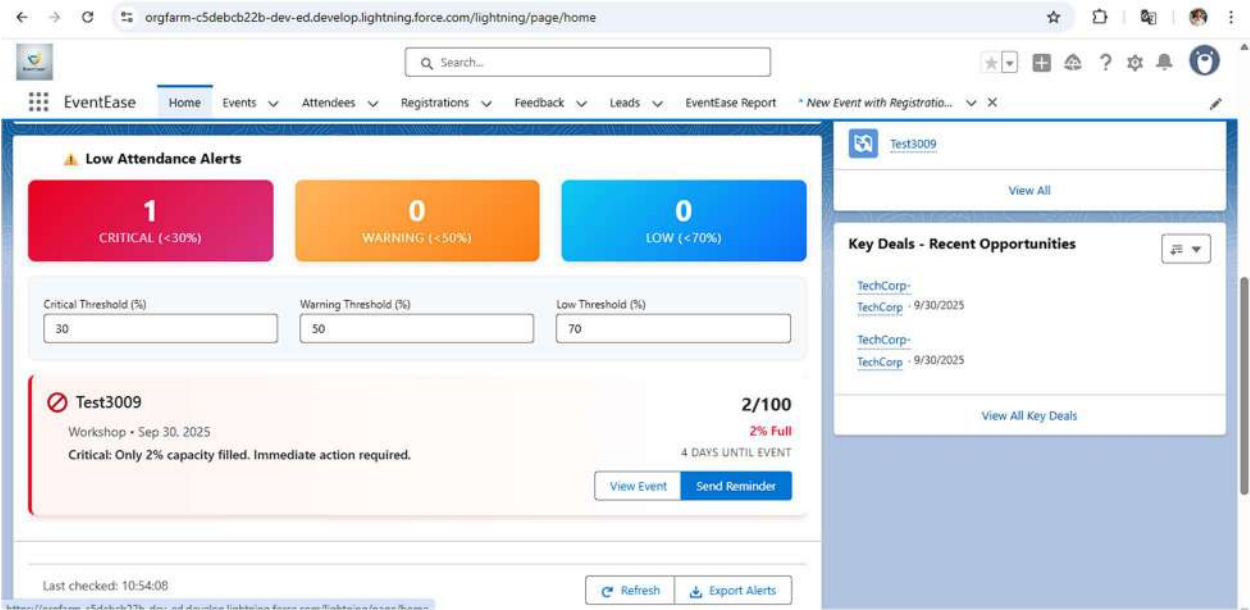 orgfarm-c5debcb22b-dev-ed.develop.lightning.force.com/lightning/page/home
Search...
EventEase Home Events Attendees Registrations Feedback Leads EventEase Report * New Event with Registratio...
Low Attendance Alerts
1
CRITICAL (<30%)
0
WARNING (<50%)
0
LOW (<70%)
Critical Threshold (%)
30
Warning Threshold (%)
50
Low Threshold (%)
70
Test3009
Workshop • Sep 30, 2025
Critical: Only 2% capacity filled. Immediate action required.
2/100
2% Full
4 DAYS UNTIL EVENT
View Event
Send Reminder
Last checked: 10:54:08
Refresh
Export Alerts
Test3009
View All
Key Deals - Recent Opportunities
TechCorp-
TechCorp · 9/30/2025
TechCorp-
TechCorp · 9/30/2025
View All Key Deals